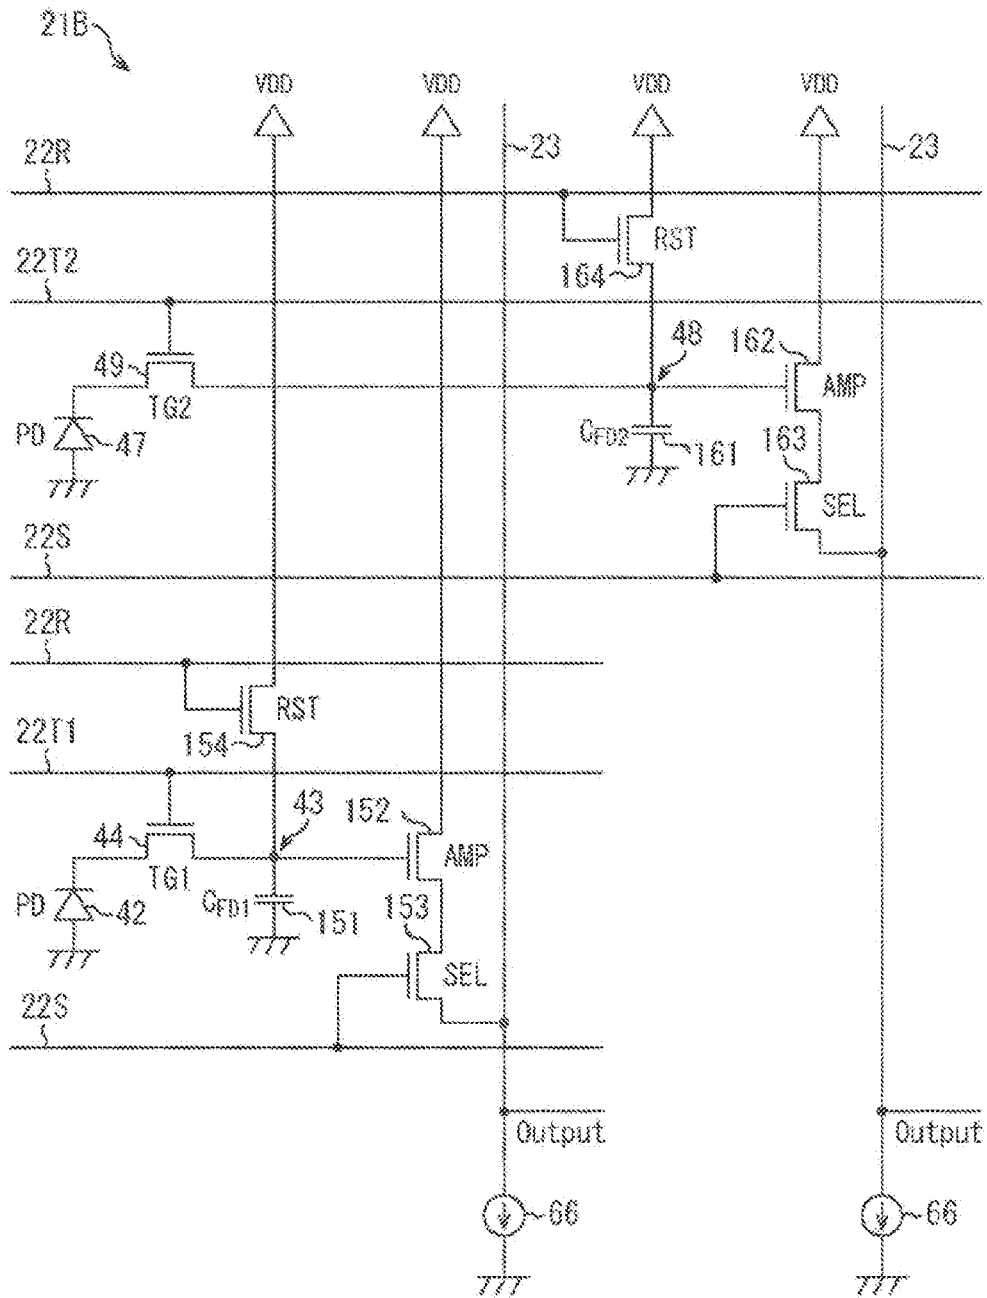 21B
VDD VDD VDD VDD
22R 23 23
RST
164
22T2
49 48 162
TG2 AMP
PD 47 CFD2 161 163
SEL
22S
22R
RST
154
22T1
44 43 152
TG1 AMP
PD 42 CFD1 151 153
SEL
22S
Output Output
66 66